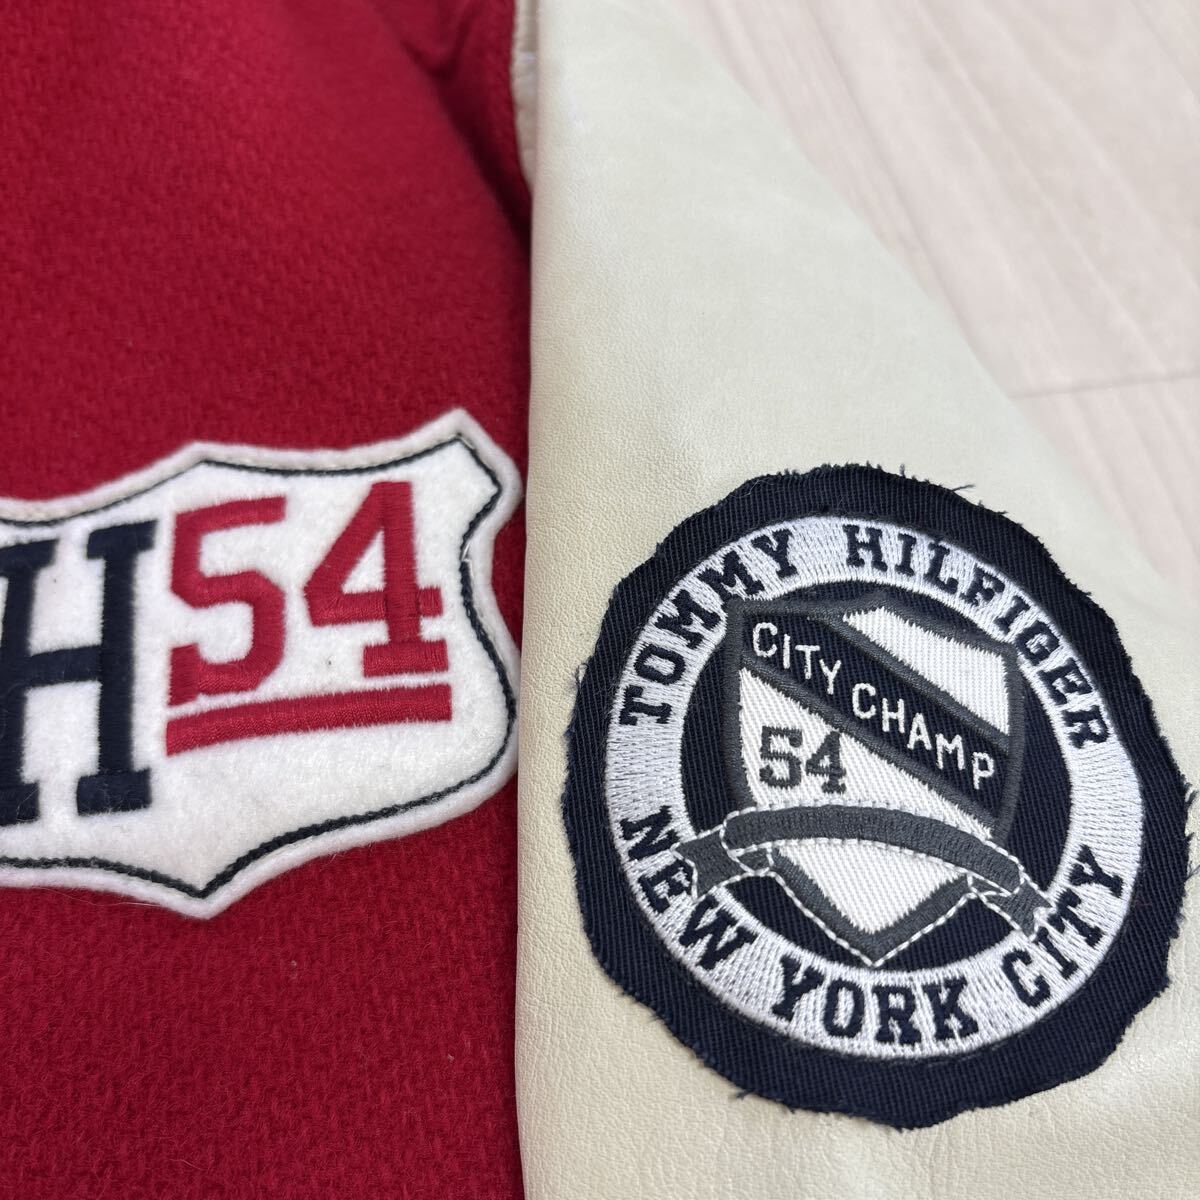 H54
TOMMY HILFIGER
CITY CHAMP
54
NEW YORK CITY